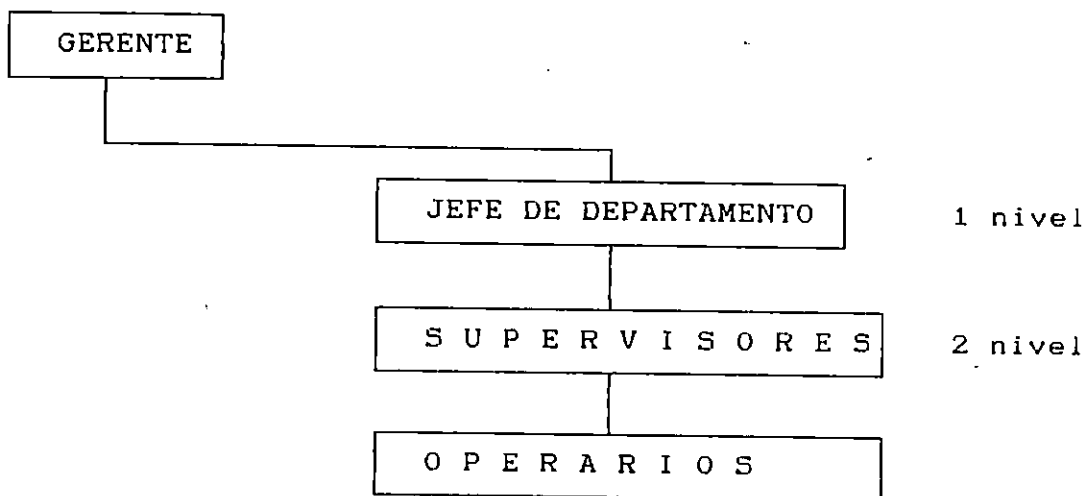 GERENTE
JEFE DE DEPARTAMENTO 1 nivel
S U P E R V I S O R E S 2 nivel
O P E R A R I O S